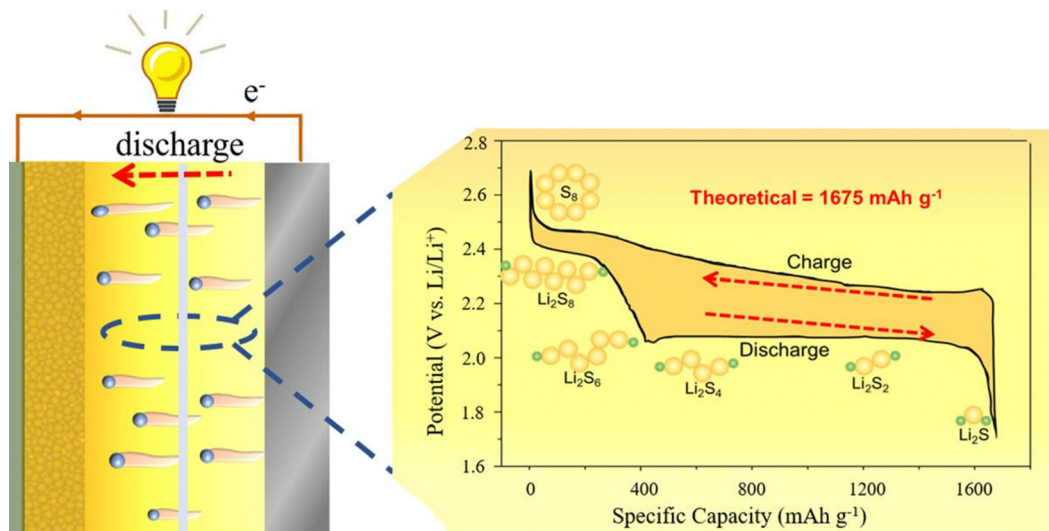 e⁻
discharge
2.8
2.6
2.4
2.2
2.0
1.8
1.6
Potential (V vs. Li/Li⁺)
S₈
Theoretical = 1675 mAh g⁻¹
Charge
Li₂S₈
Discharge
Li₂S₆
Li₂S₄
Li₂S₂
Li₂S
0
400
800
1200
1600
Specific Capacity (mAh g⁻¹)